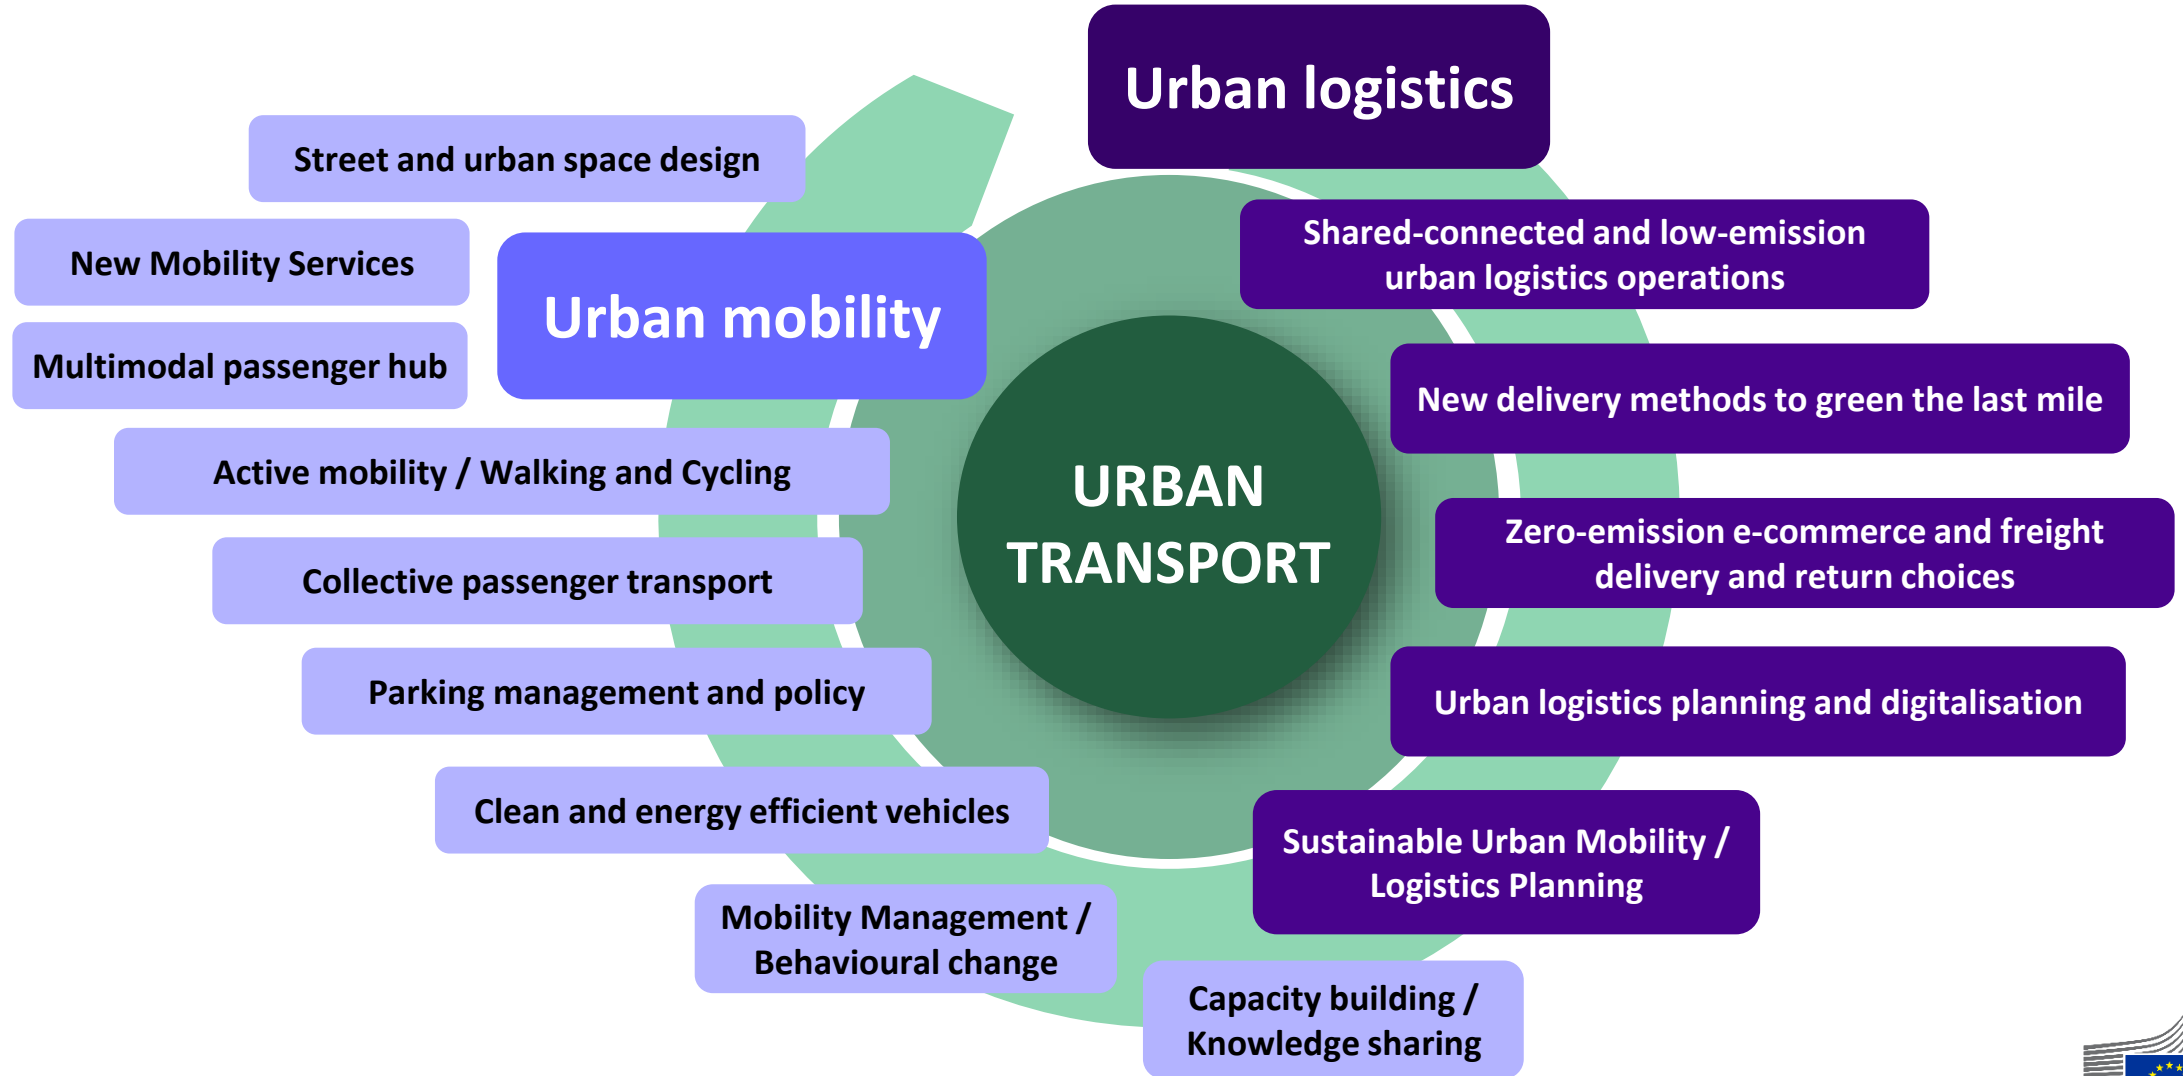 Urban logistics
Street and urban space design
New Mobility Services
Multimodal passenger hub
Urban mobility
Active mobility / Walking and Cycling
Collective passenger transport
Parking management and policy
Clean and energy efficient vehicles
Mobility Management /
Behavioural change
Capacity building /
Knowledge sharing
URBAN
TRANSPORT
Shared-connected and low-emission
urban logistics operations
New delivery methods to green the last mile
Zero-emission e-commerce and freight
delivery and return choices
Urban logistics planning and digitalisation
Sustainable Urban Mobility /
Logistics Planning